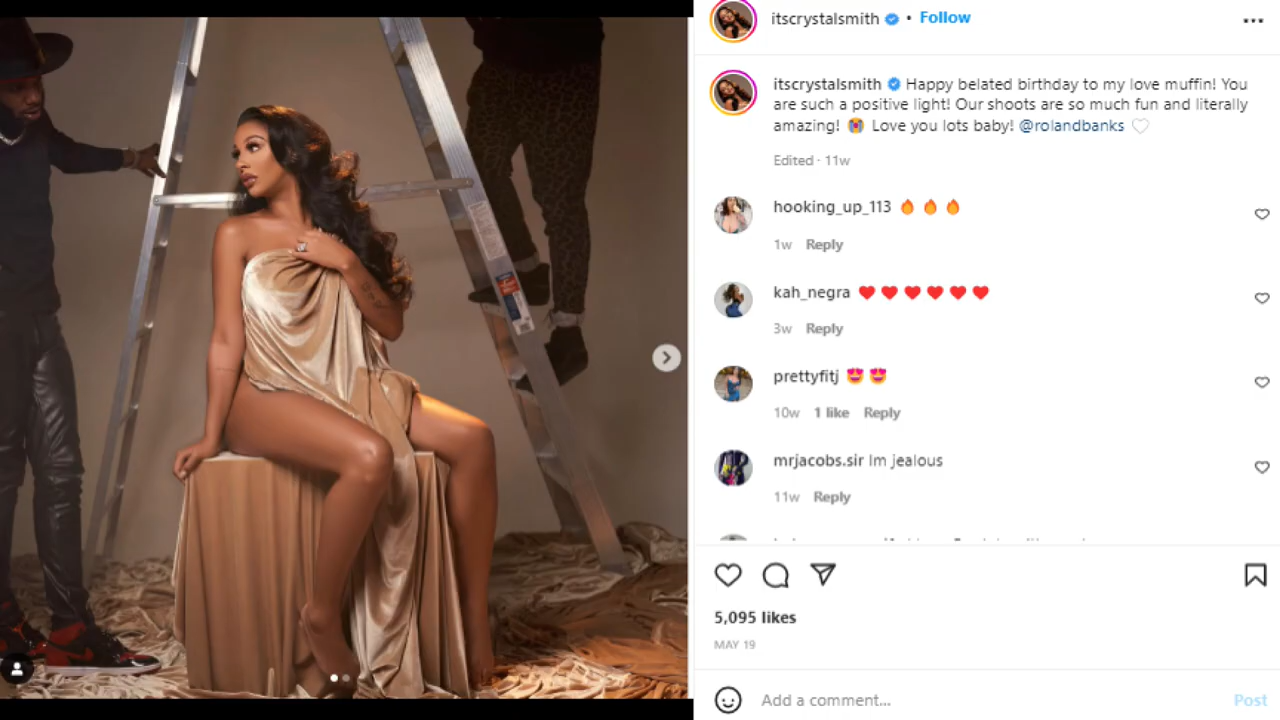 itscrystalsmith • Follow
itscrystalsmith Happy belated birthday to my love muffin! You
are such a positive light! Our shoots are so much fun and literally
amazing! 😭 Love you lots baby! @rolandbanks 🤍
Edited · 11w
hooking_up_113 🔥 🔥 🔥
1w Reply
kah_negra ❤️ ❤️ ❤️ ❤️ ❤️ ❤️
3w Reply
prettyfitj 😍 😍
10w 1 like Reply
mrjacobs.sir Im jealous
11w Reply
5,095 likes
MAY 19
Add a comment...
Post